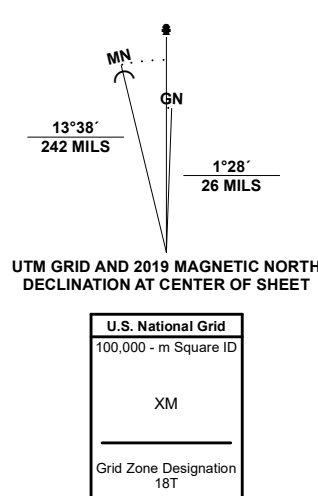 MN
GN
13°38´
242 MILS
1°28´
26 MILS
UTM GRID AND 2019 MAGNETIC NORTH
DECLINATION AT CENTER OF SHEET
U.S. National Grid
100,000 - m Square ID
XM
Grid Zone Designation
18T